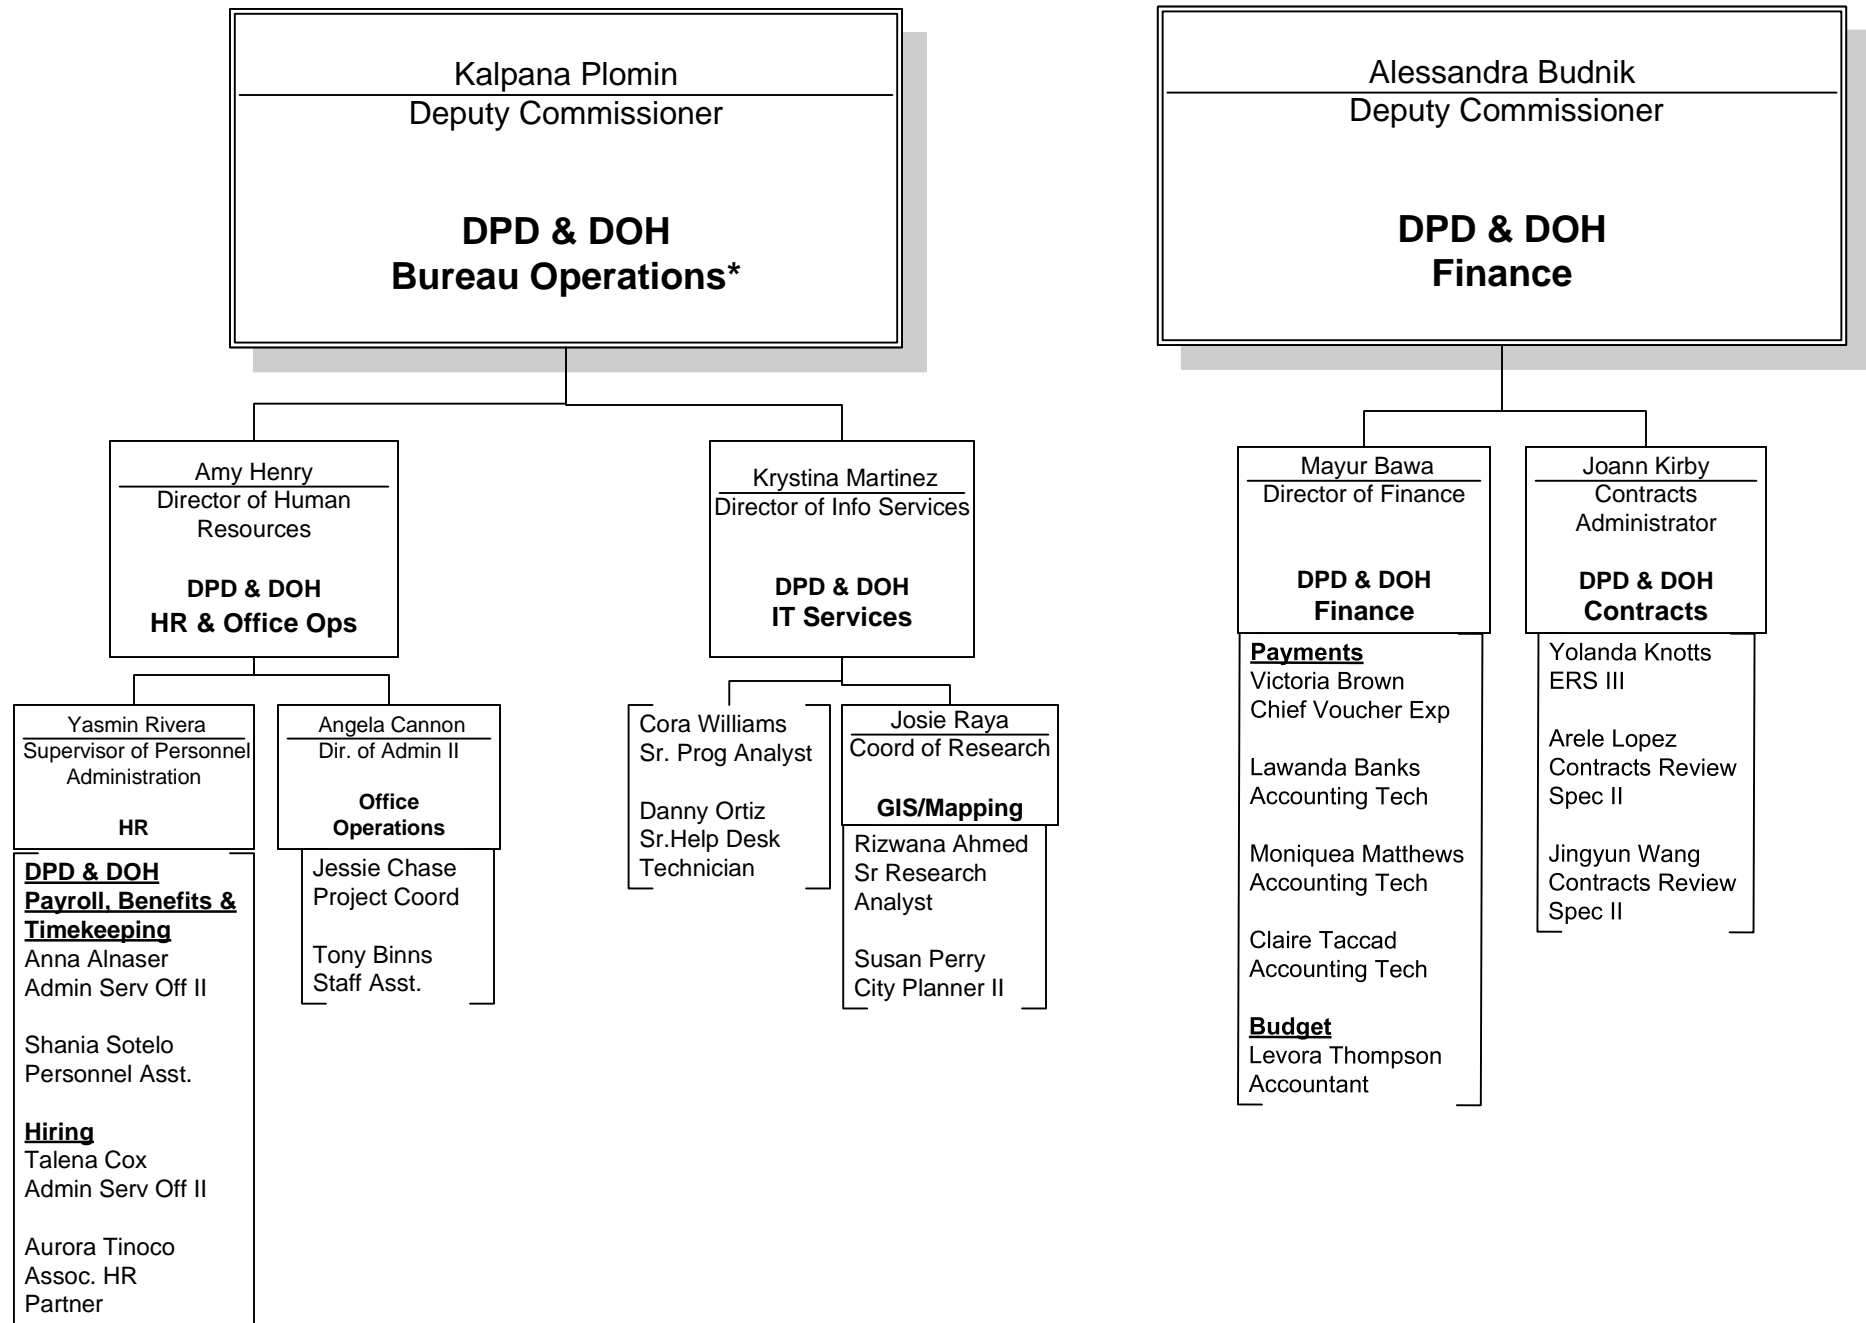 Kalpana Plomin
Deputy Commissioner
DPD & DOH
Bureau Operations*
Alessandra Budnik
Deputy Commissioner
DPD & DOH
Finance
Amy Henry
Director of Human
Resources
DPD & DOH
HR & Office Ops
Krystina Martinez
Director of Info Services
DPD & DOH
IT Services
Mayur Bawa
Director of Finance
DPD & DOH
Finance
Joann Kirby
Contracts
Administrator
DPD & DOH
Contracts
Yasmin Rivera
Supervisor of Personnel
Administration
HR
DPD & DOH
Payroll, Benefits &
Timekeeping
Anna Alnaser
Admin Serv Off II
Shania Sotelo
Personnel Asst.
Hiring
Talena Cox
Admin Serv Off II
Aurora Tinoco
Assoc. HR
Partner
Angela Cannon
Dir. of Admin II
Office
Operations
Jessie Chase
Project Coord
Tony Binns
Staff Asst.
Cora Williams
Sr. Prog Analyst
Danny Ortiz
Sr.Help Desk
Technician
Josie Raya
Coord of Research
GIS/Mapping
Rizwana Ahmed
Sr Research
Analyst
Susan Perry
City Planner II
Payments
Victoria Brown
Chief Voucher Exp
Lawanda Banks
Accounting Tech
Moniquea Matthews
Accounting Tech
Claire Taccad
Accounting Tech
Budget
Levora Thompson
Accountant
Yolanda Knotts
ERS III
Arele Lopez
Contracts Review
Spec II
Jingyun Wang
Contracts Review
Spec II